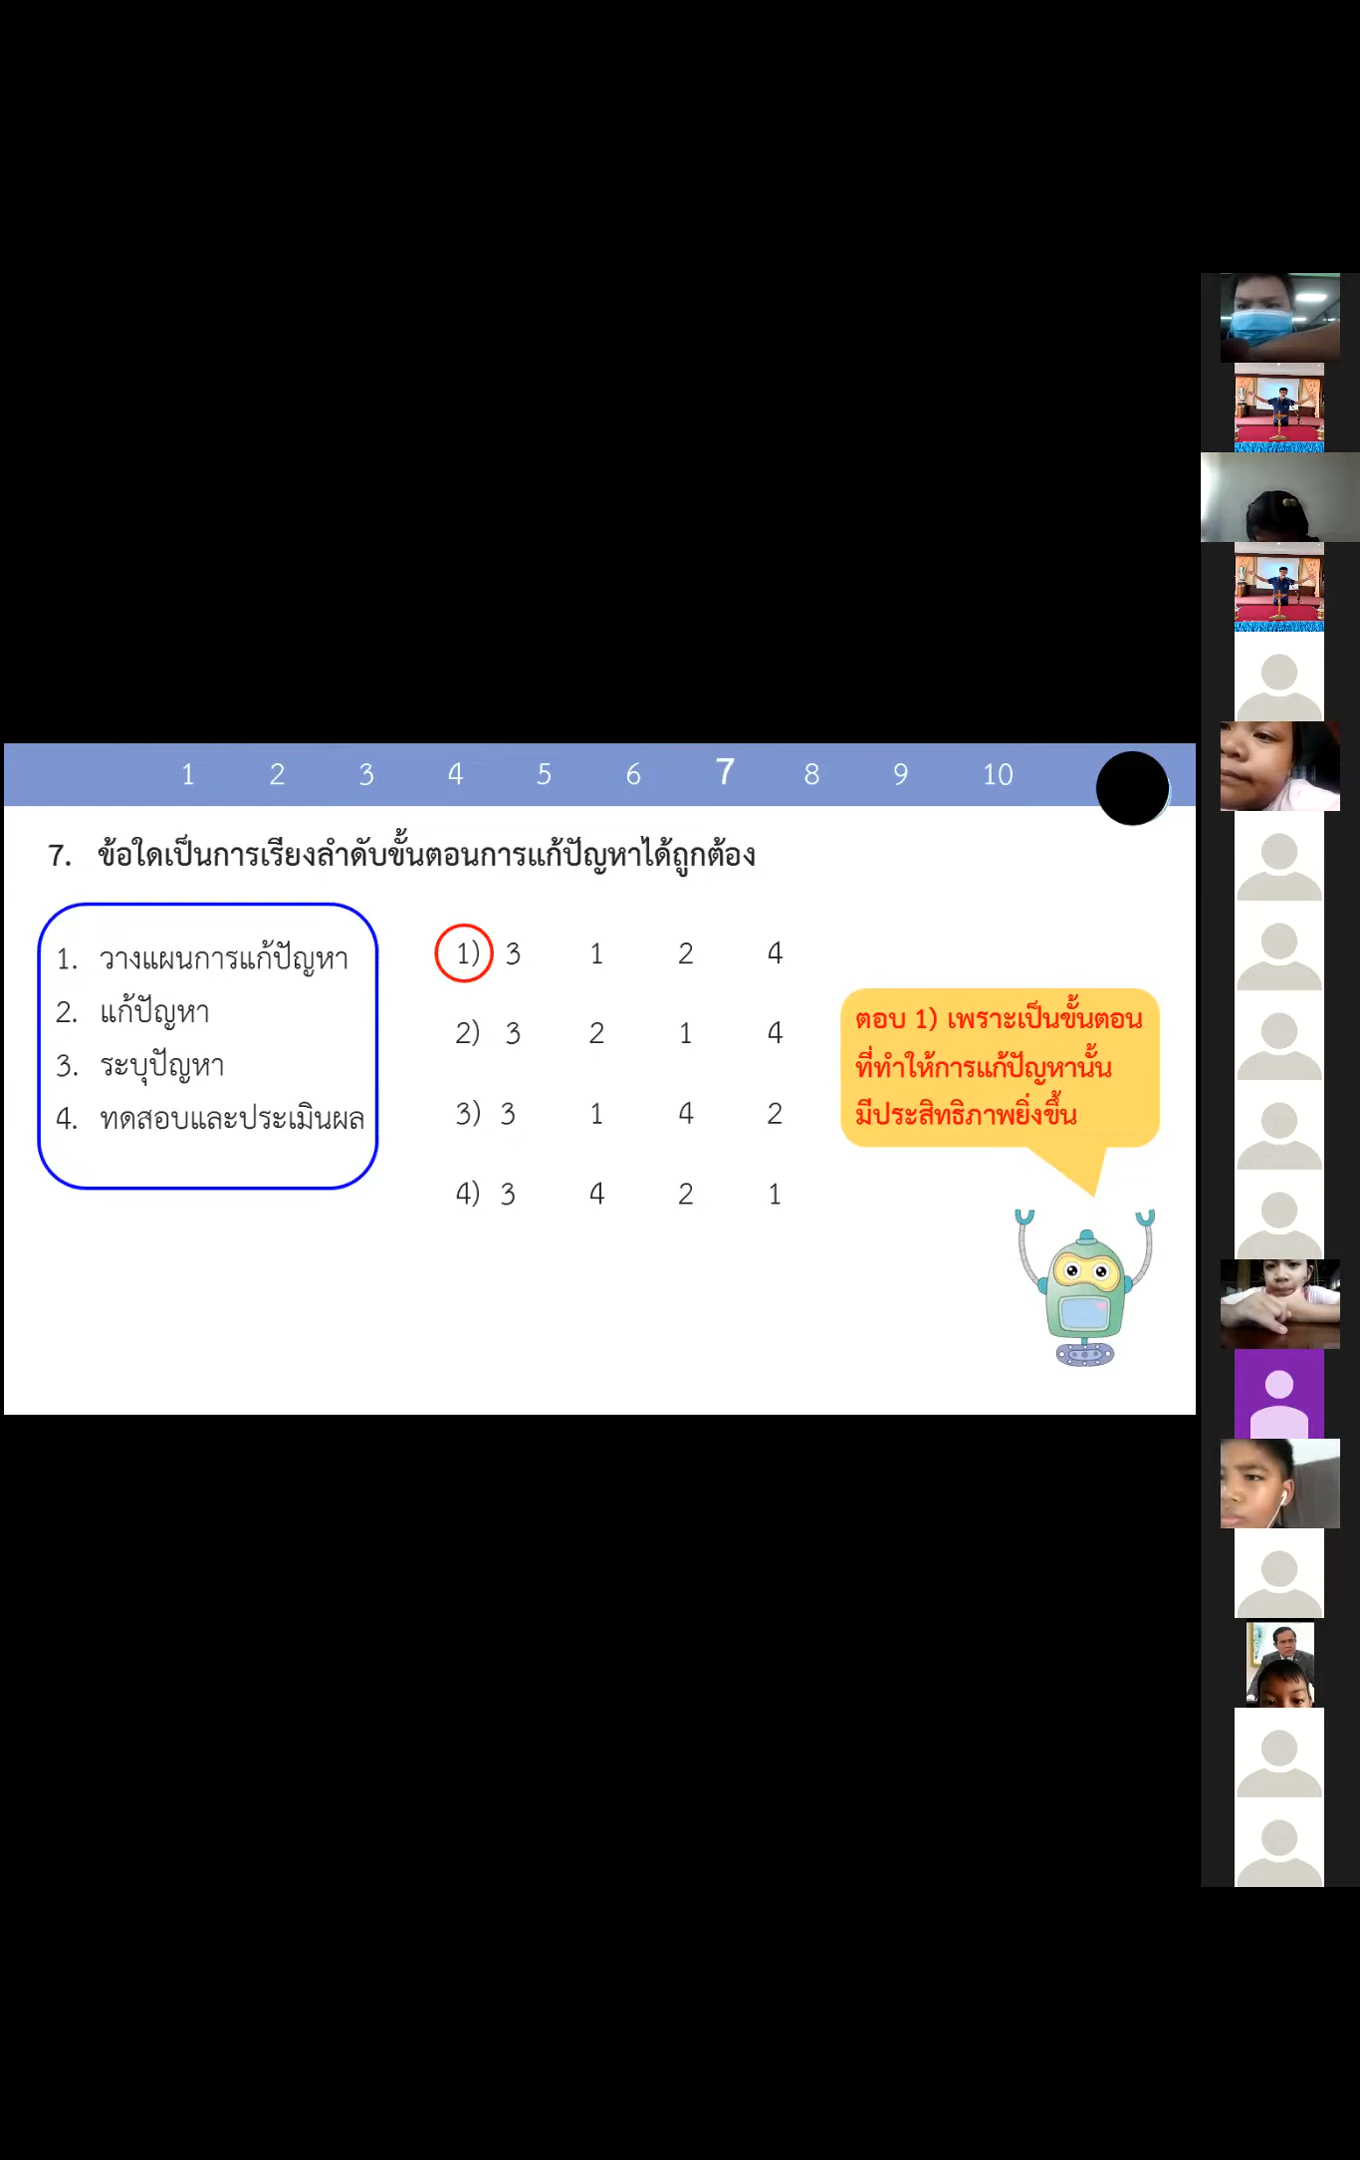 1 2 3 4 5 6 7 8 9 10
7. ข้อใดเป็นการเรียงลำดับขั้นตอนการแก้ปัญหาได้ถูกต้อง
1. วางแผนการแก้ปัญหา
2. แก้ปัญหา
3. ระบุปัญหา
4. ทดสอบและประเมินผล
1) 3 1 2 4
2) 3 2 1 4
3) 3 1 4 2
4) 3 4 2 1
ตอบ 1) เพราะเป็นขั้นตอน
ที่ทำให้การแก้ปัญหานั้น
มีประสิทธิภาพยิ่งขึ้น